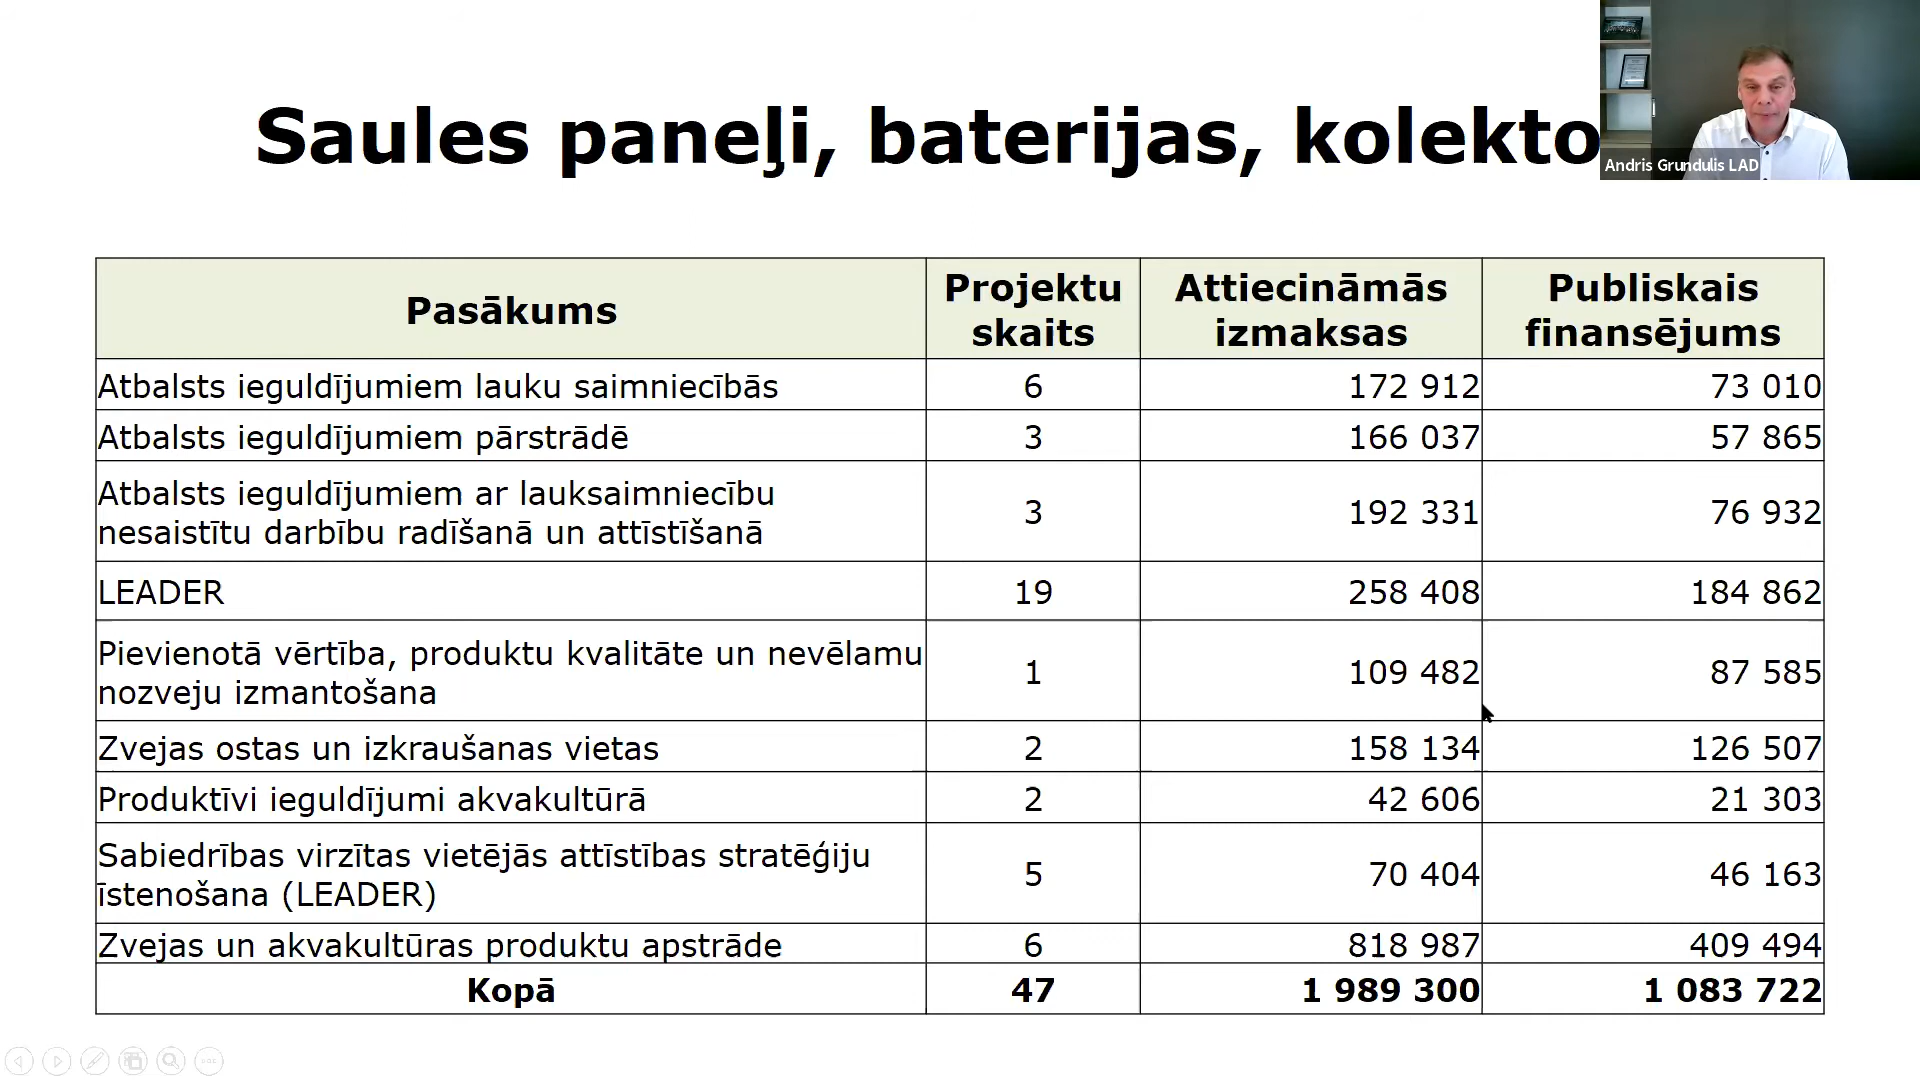 Saules paneļi, baterijas, kolekto
Andris Grundulis LAD
Pasākums
Projektu
skaits
Attiecināmās
izmaksas
Publiskais
finansējums
Atbalsts ieguldījumiem lauku saimniecībās
6
172 912
73 010
Atbalsts ieguldījumiem pārstrādē
3
166 037
57 865
Atbalsts ieguldījumiem ar lauksaimniecību
nesaistītu darbību radīšanā un attīstīšanā
3
192 331
76 932
LEADER
19
258 408
184 862
Pievienotā vērtība, produktu kvalitāte un nevēlamu
nozveju izmantošana
1
109 482
87 585
Zvejas ostas un izkraušanas vietas
2
158 134
126 507
Produktīvi ieguldījumi akvakultūrā
2
42 606
21 303
Sabiedrības virzītas vietējās attīstības stratēģiju
īstenošana (LEADER)
5
70 404
46 163
Zvejas un akvakultūras produktu apstrāde
6
818 987
409 494
Kopā
47
1 989 300
1 083 722